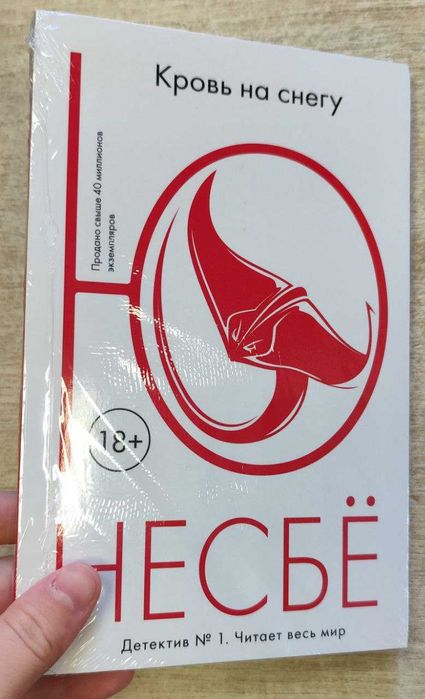 Кровь на снегу
Продано свыше 40 миллионов
экземпляров
Ю
18+
НЕСБЁ
Детектив № 1. Читает весь мир